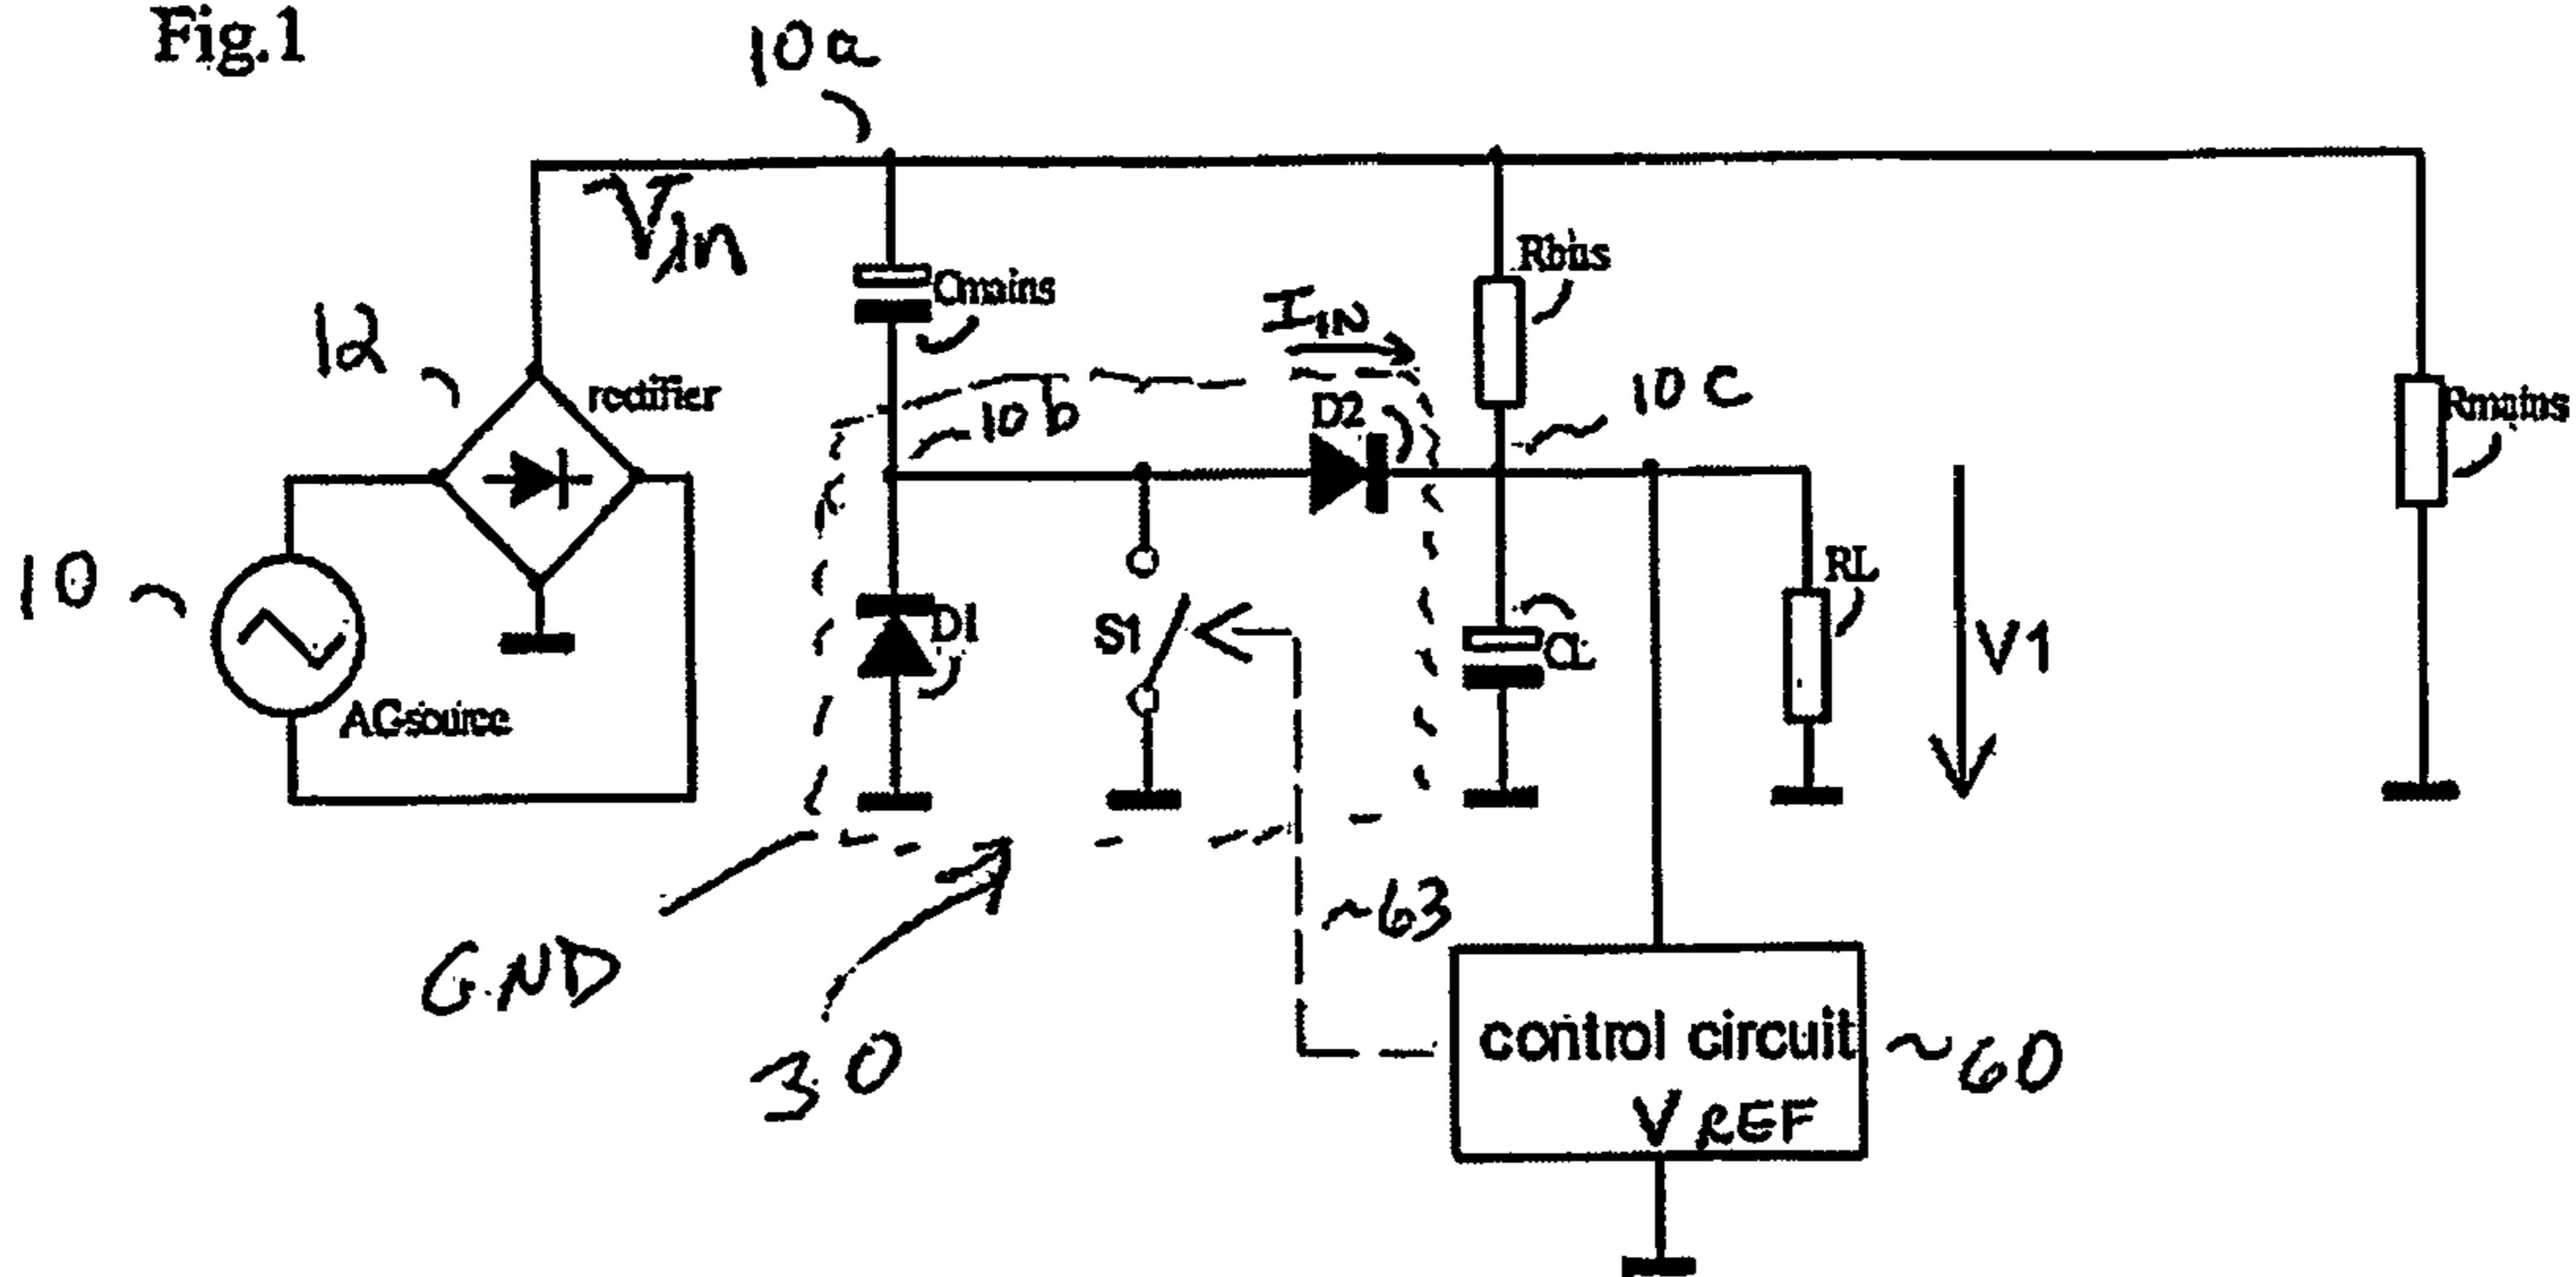 Fig.1
10a
Vin
Cmains
Rbus
12
rectifier
I12
10b
D2
10C
Rmains
10
AC source
D1
S1
CL
RL
V1
GND
30
~63
control circuit
VREF
~60